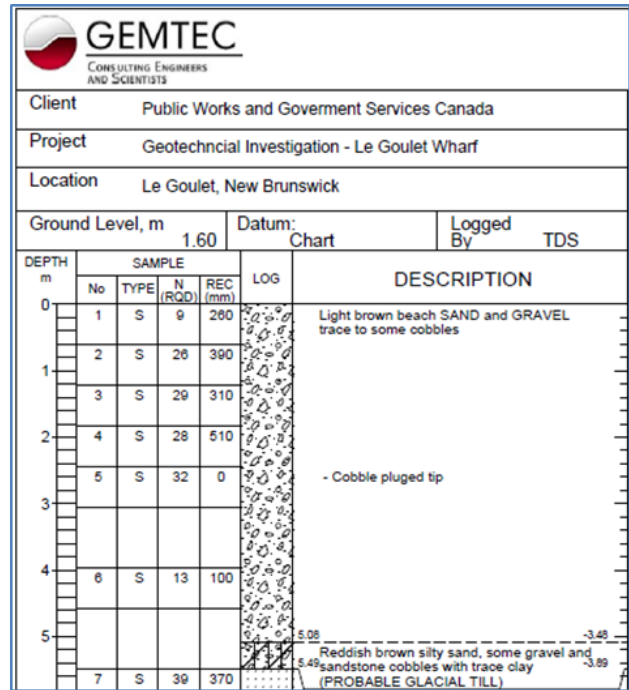 GEMTEC
CONSULTING ENGINEERS
AND SCIENTISTS
Client Public Works and Goverment Services Canada
Project Geotechncial Investigation - Le Goulet Wharf
Location Le Goulet, New Brunswick
Ground Level, m 1.60 Datum: Chart Logged By TDS
DEPTH m SAMPLE LOG DESCRIPTION
No TYPE N (RQD) REC (mm)
0
1 S 9 260 Light brown beach SAND and GRAVEL
trace to some cobbles
2 S 26 390
1
3 S 29 310
2 4 S 28 510
5 S 32 0 - Cobble pluged tip
3
4
6 S 13 100
5 5.08 -3.48
Reddish brown silty sand, some gravel and
5.49 sandstone cobbles with trace clay -3.89
7 S 39 370 (PROBABLE GLACIAL TILL)